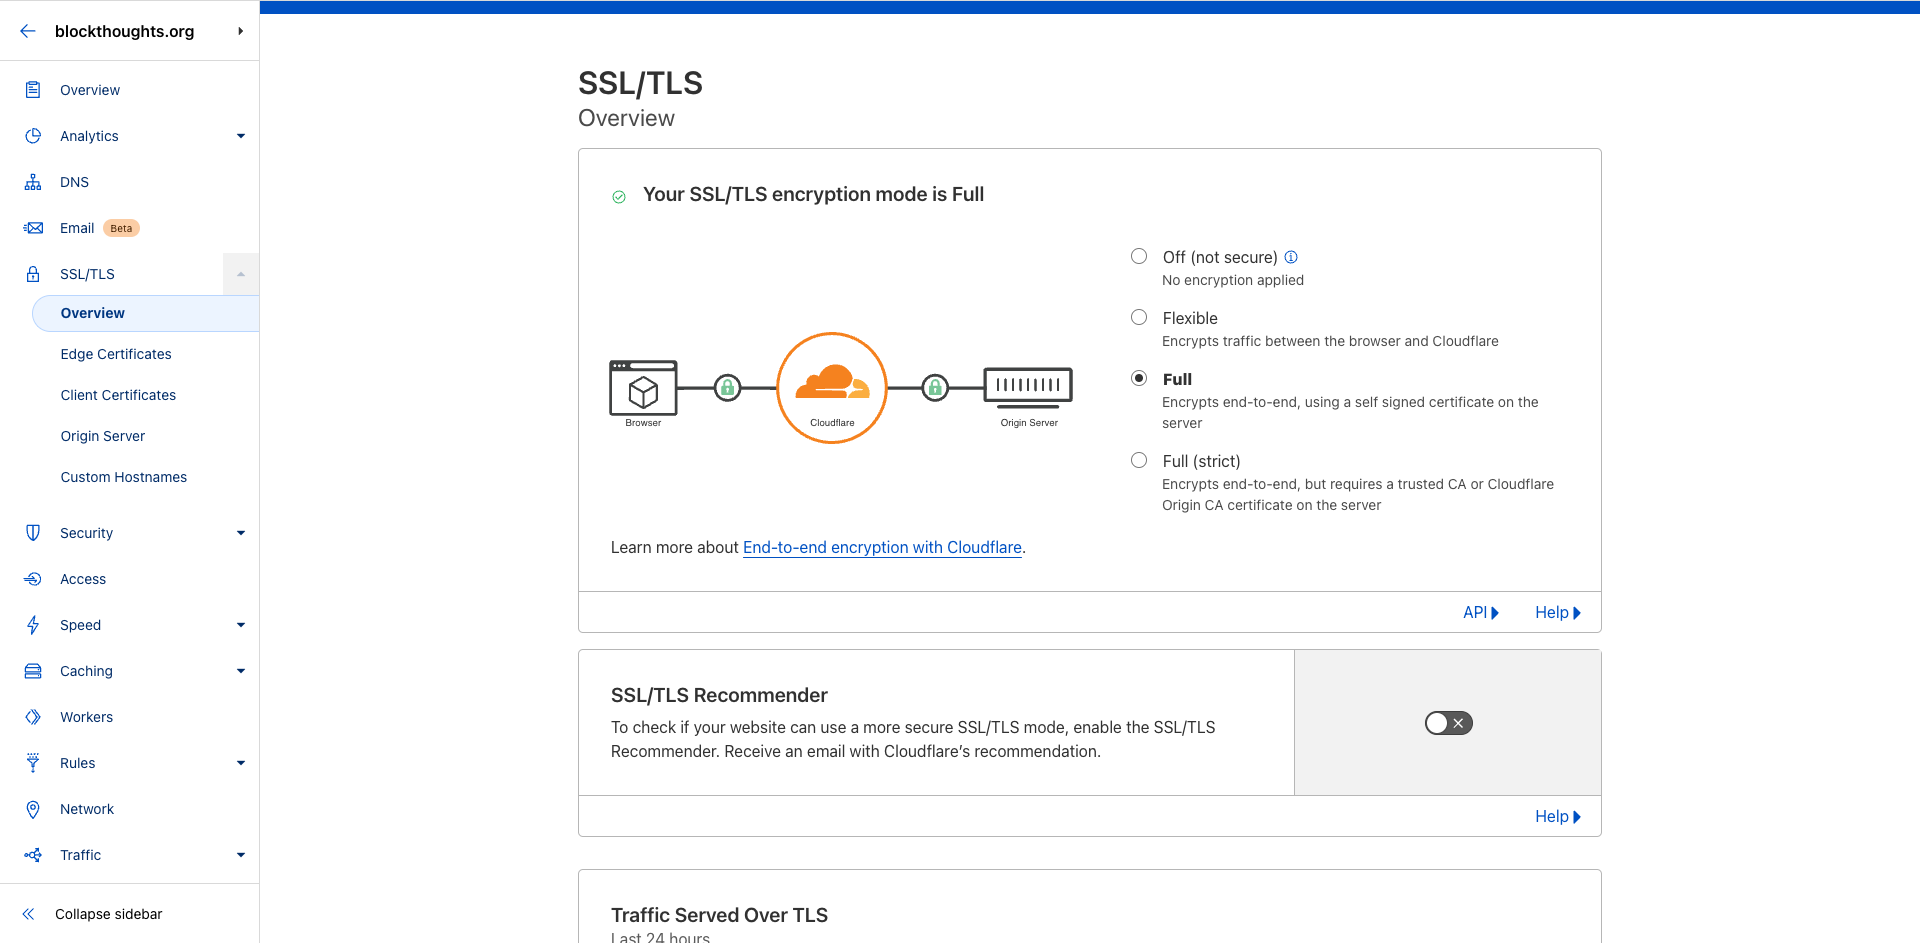 blockthoughts.org
Overview
Analytics
DNS
Email Beta
SSL/TLS
Overview
Edge Certificates
Client Certificates
Origin Server
Custom Hostnames
Security
Access
Speed
Caching
Workers
Rules
Network
Traffic
Collapse sidebar
SSL/TLS
Overview
Your SSL/TLS encryption mode is Full
Browser
Cloudflare
Origin Server
Off (not secure)
No encryption applied
Flexible
Encrypts traffic between the browser and Cloudflare
Full
Encrypts end-to-end, using a self signed certificate on the
server
Full (strict)
Encrypts end-to-end, but requires a trusted CA or Cloudflare
Origin CA certificate on the server
Learn more about End-to-end encryption with Cloudflare.
API Help
SSL/TLS Recommender
To check if your website can use a more secure SSL/TLS mode, enable the SSL/TLS
Recommender. Receive an email with Cloudflare’s recommendation.
Help
Traffic Served Over TLS
Last 24 hours